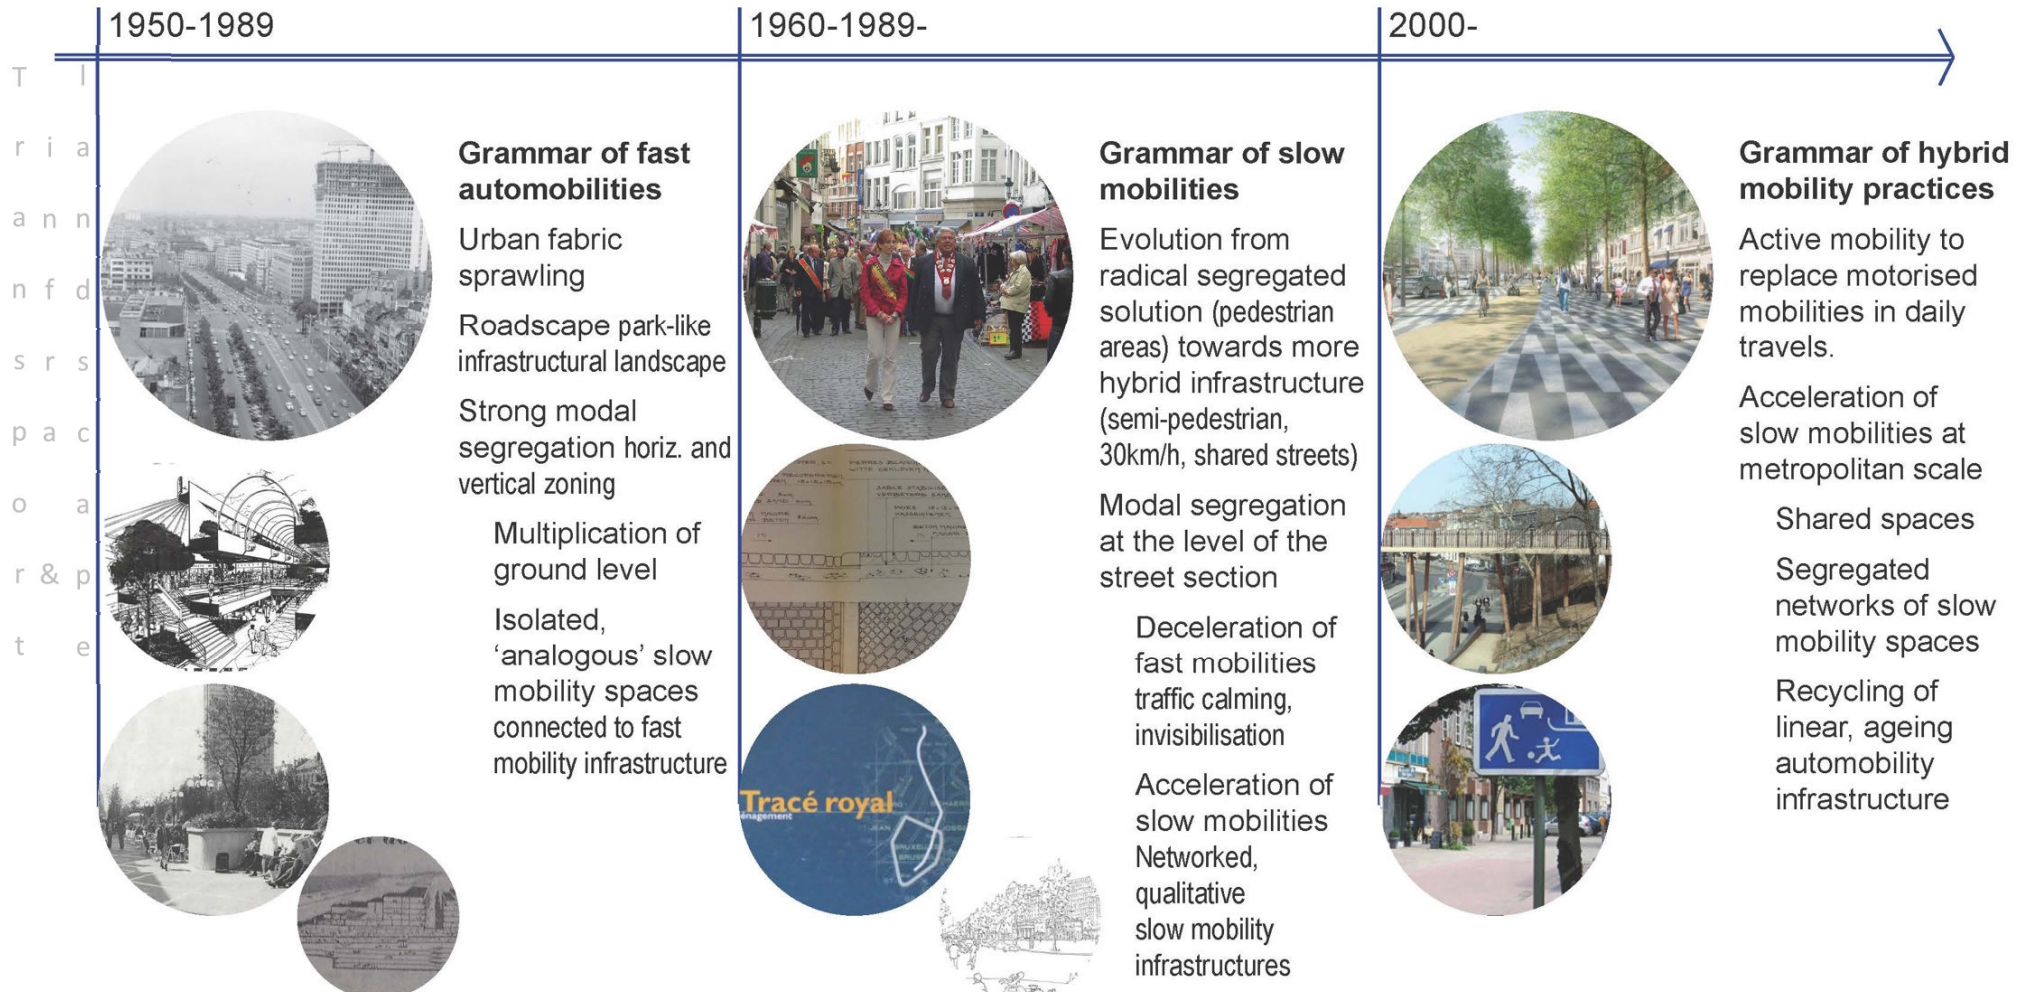 Transport
infra &
landscape
1950-1989
Grammar of fast
automobilities
Urban fabric
sprawling
Roadscape park-like
infrastructural landscape
Strong modal
segregation horiz. and
vertical zoning
Multiplication of
ground level
Isolated,
‘analogous’ slow
mobility spaces
connected to fast
mobility infrastructure
1960-1989-
Tracé royal
énagement
Grammar of slow
mobilities
Evolution from
radical segregated
solution (pedestrian
areas) towards more
hybrid infrastructure
(semi-pedestrian,
30km/h, shared streets)
Modal segregation
at the level of the
street section
Deceleration of
fast mobilities
traffic calming,
invisibilisation
Acceleration of
slow mobilities
Networked,
qualitative
slow mobility
infrastructures
2000-
Grammar of hybrid
mobility practices
Active mobility to
replace motorised
mobilities in daily
travels.
Acceleration of
slow mobilities at
metropolitan scale
Shared spaces
Segregated
networks of slow
mobility spaces
Recycling of
linear, ageing
automobility
infrastructure